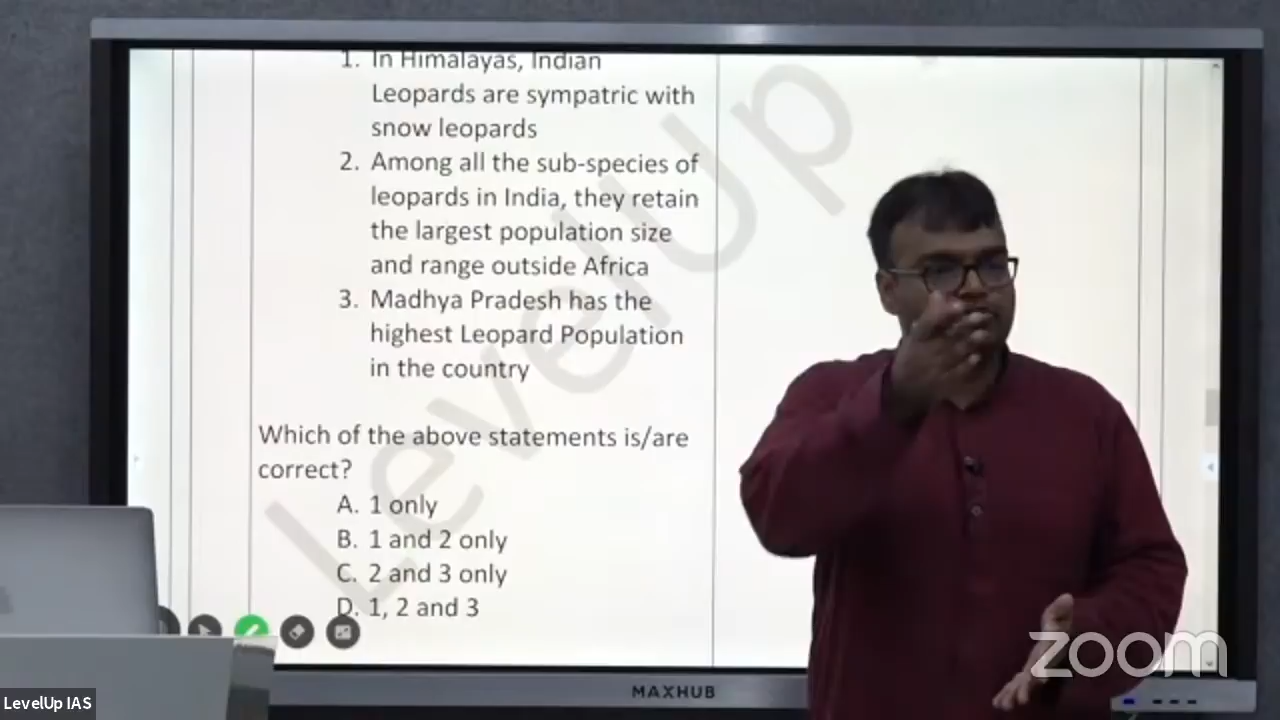 1. In Himalayas, Indian
Leopards are sympatric with
snow leopards
2. Among all the sub-species of
leopards in India, they retain
the largest population size
and range outside Africa
3. Madhya Pradesh has the
highest Leopard Population
in the country
Which of the above statements is/are
correct?
A. 1 only
B. 1 and 2 only
C. 2 and 3 only
D. 1, 2 and 3
LevelUp
MAXHUB
zoom
LevelUp IAS